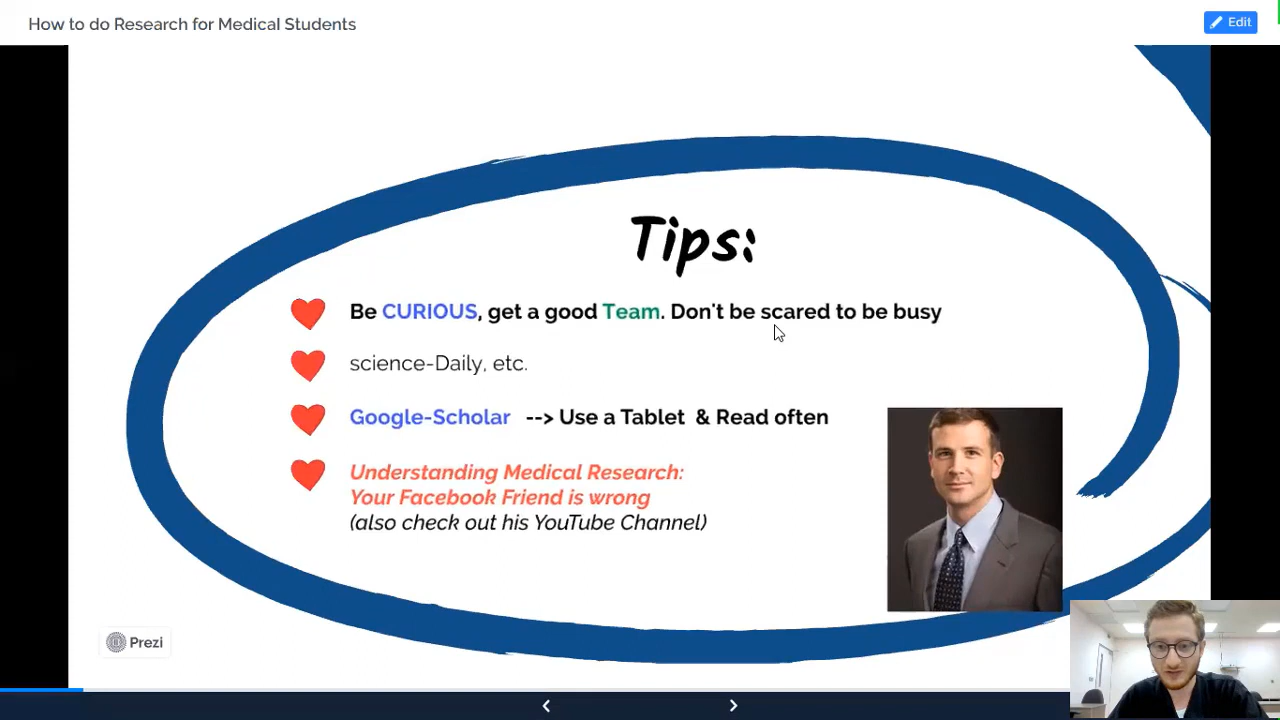 How to do Research for Medical Students
Edit
Tips:
Be CURIOUS, get a good Team. Don't be scared to be busy
science-Daily, etc.
Google-Scholar --> Use a Tablet & Read often
Understanding Medical Research:
Your Facebook Friend is wrong
(also check out his YouTube Channel)
Prezi